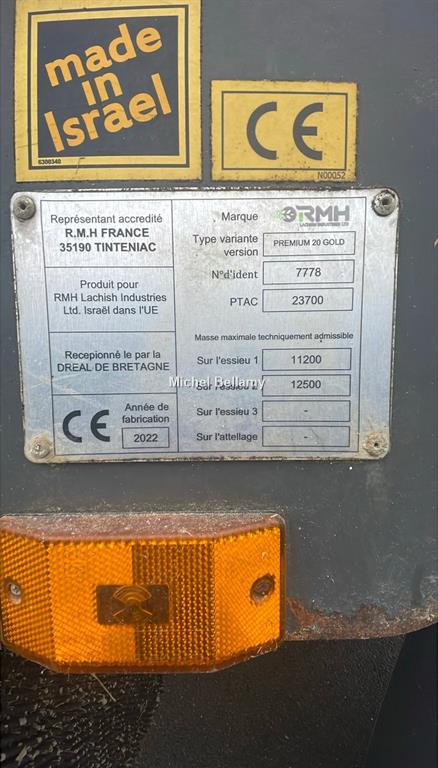 made
in
Israel
6300340
CE
N00052
Représentant accredité
R.M.H FRANCE
35190 TINTENIAC
Produit pour
RMH Lachish Industries
Ltd. Israël dans l'UE
Recepionné le par la
DREAL DE BRETAGNE
CE
Année de
fabrication
2022
Marque RMH
LACHISH INDUSTRIES LTD
Type variante
version PREMIUM 20 GOLD
N°d'ident 7778
PTAC 23700
Masse maximale techniquement admissible
Sur l'essieu 1 11200
Sur l'essieu 2 12500
Sur l'essieu 3 -
Sur l'attellage -
Michel Bellamy